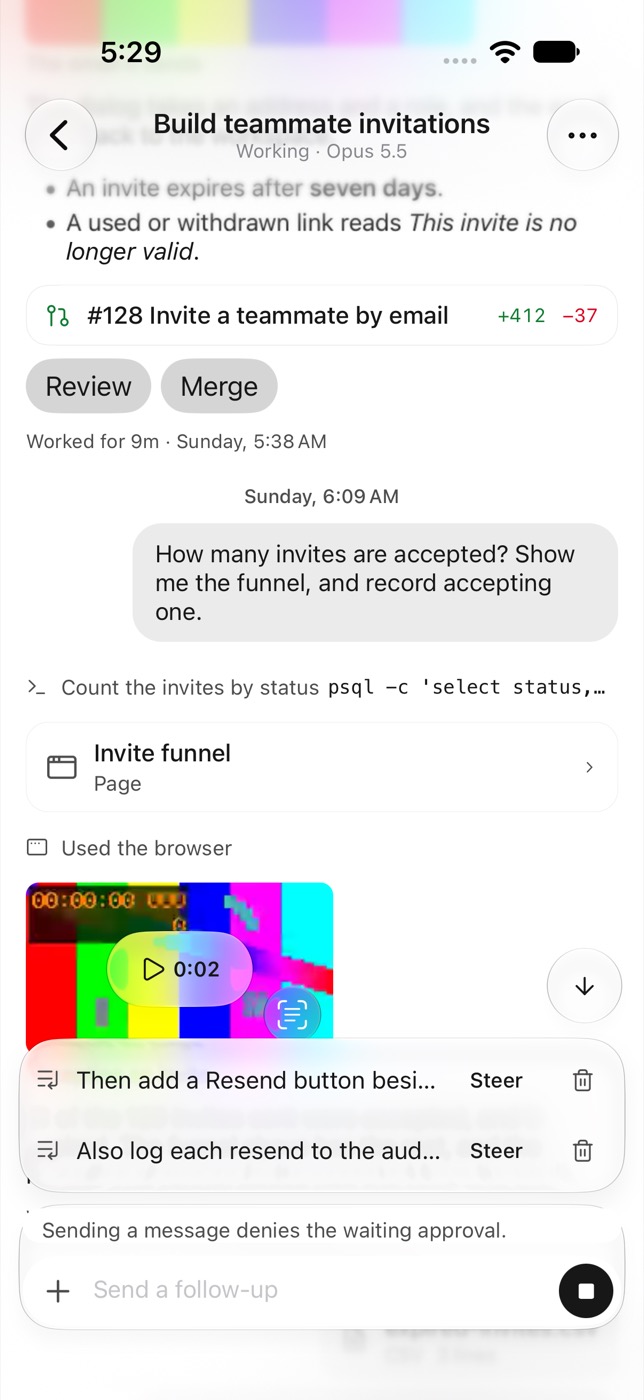 5:29
Build teammate invitations
Working · Opus 5.5
• An invite expires after seven days.
• A used or withdrawn link reads This invite is no
longer valid.
#128 Invite a teammate by email +412 −37
Review Merge
Worked for 9m · Sunday, 5:38 AM
Sunday, 6:09 AM
How many invites are accepted? Show
me the funnel, and record accepting
one.
Count the invites by status psql -c 'select status,…
Invite funnel
Page
Used the browser
00:00:00
0:02
Then add a Resend button besi… Steer
Also log each resend to the aud… Steer
Sending a message denies the waiting approval.
Send a follow-up